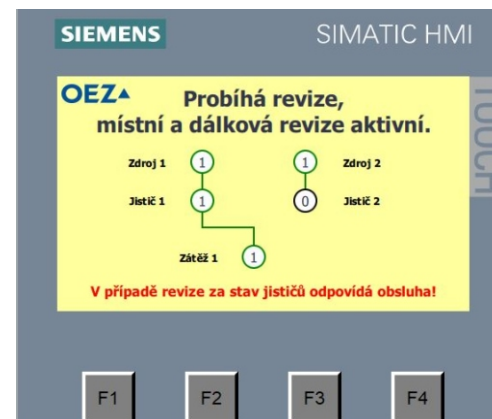 SIEMENS
SIMATIC HMI
TOUCH
OEZ
Probíhá revize,
místní a dálková revize aktivní.
Zdroj 1 1 1 Zdroj 2
Jistič 1 1 0 Jistič 2
Zátěž 1 1
V případě revize za stav jističů odpovídá obsluha!
F1 F2 F3 F4